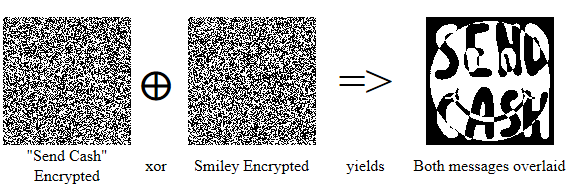 SEND
CASH
⊕
=>
"Send Cash"
Encrypted
xor
Smiley Encrypted
yields
Both messages overlaid